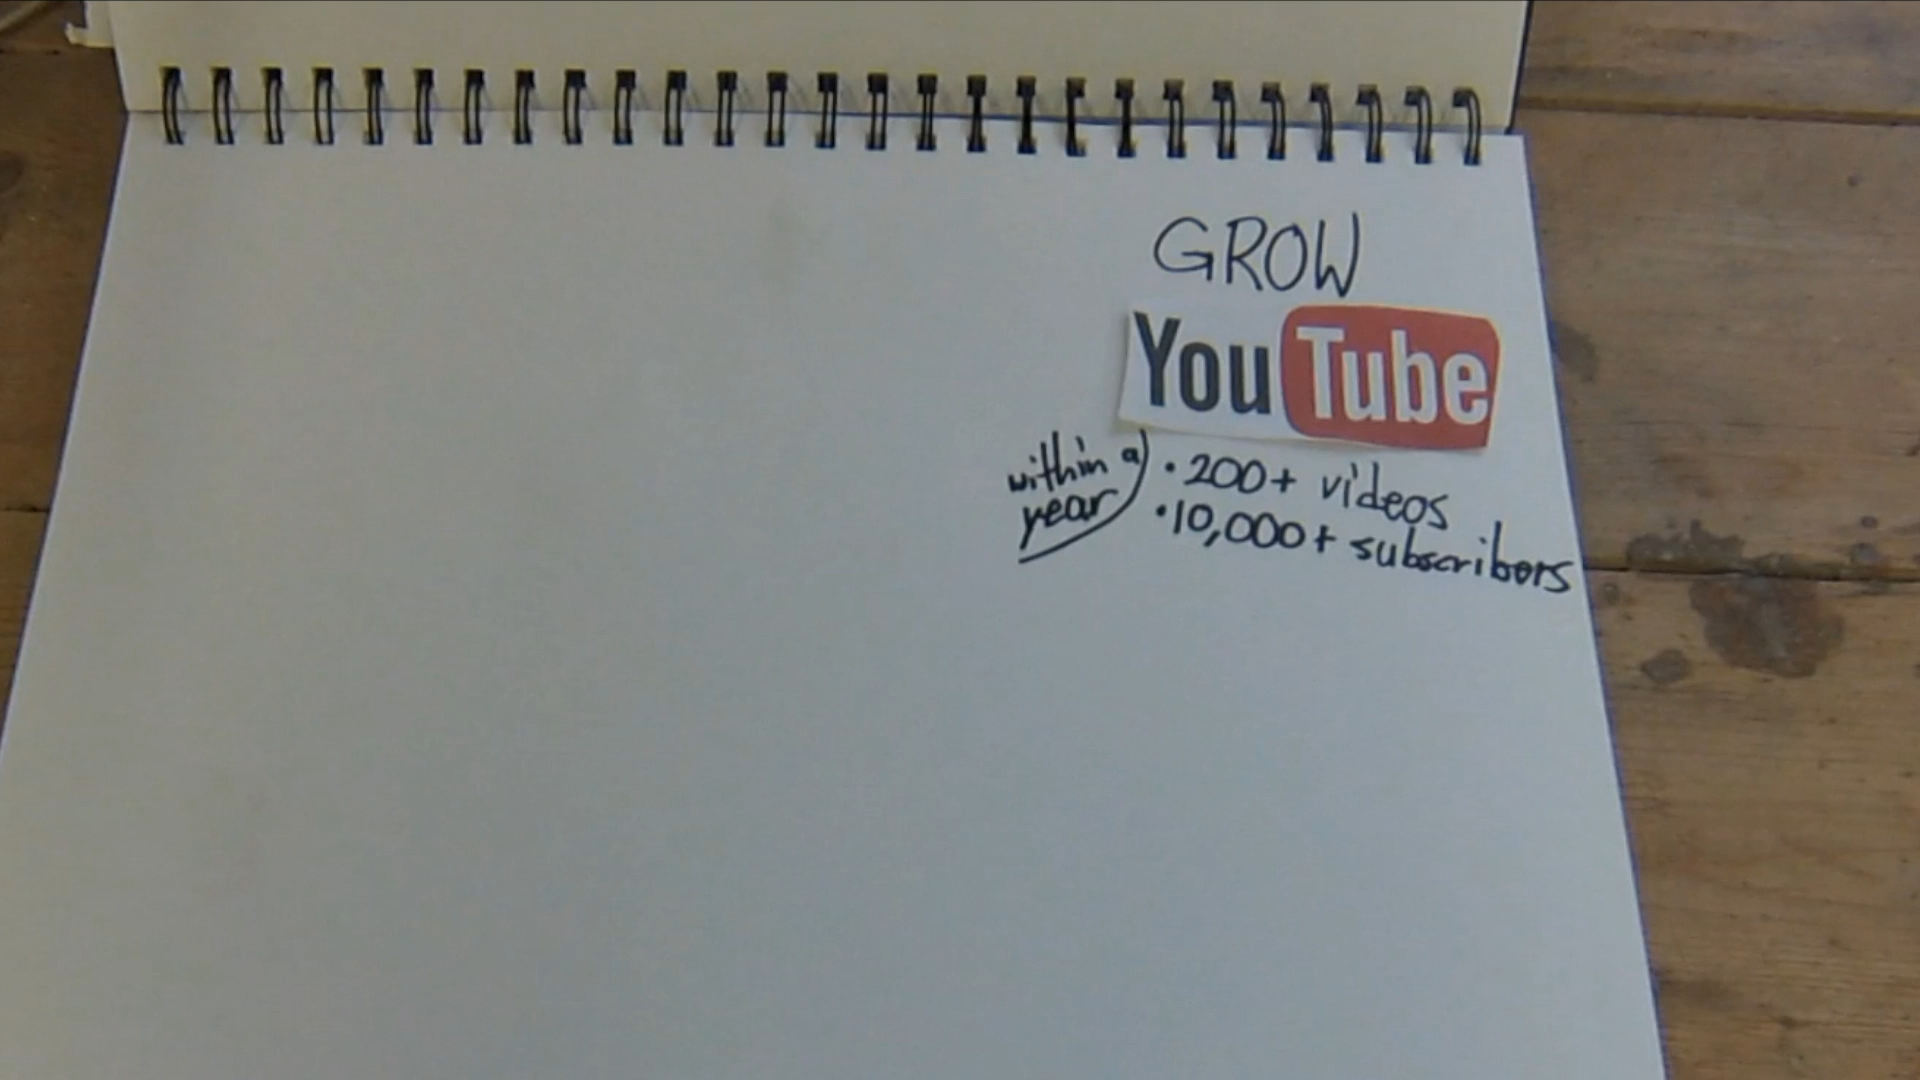 GROW
YouTube
within a
year
• 200+ videos
• 10,000+ subscribers